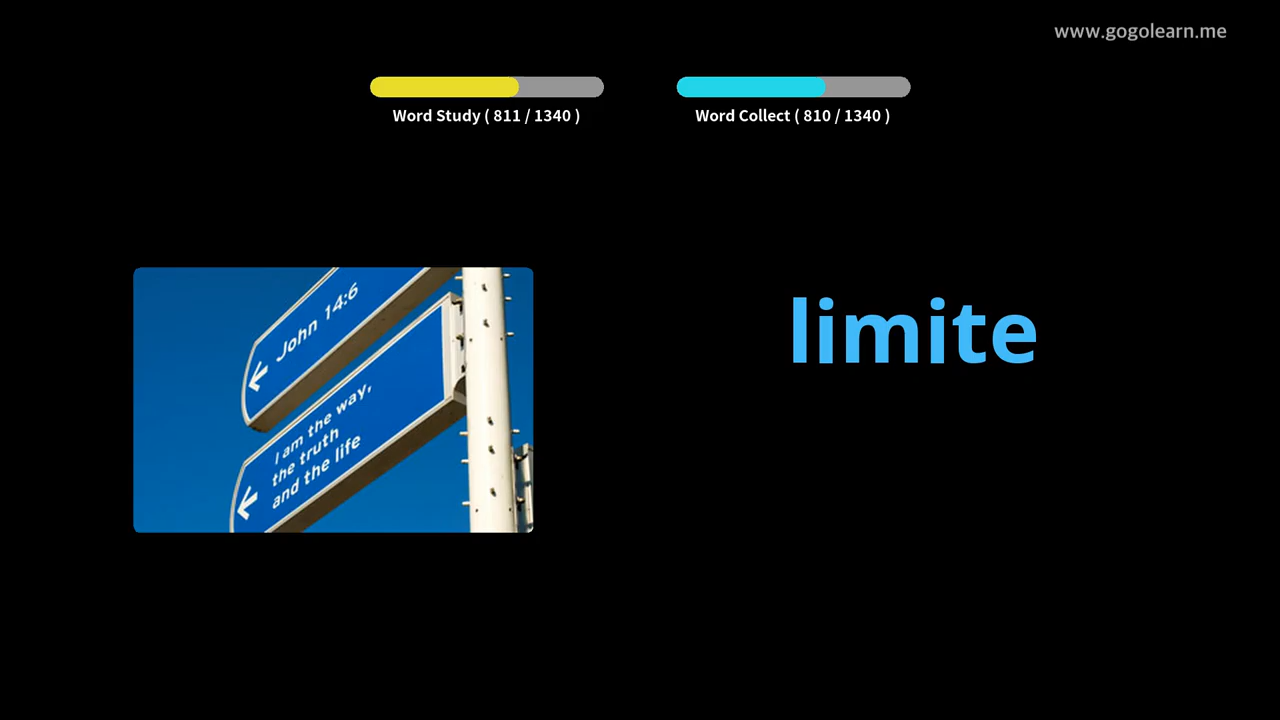 www.gogolearn.me
Word Study ( 811 / 1340 )
Word Collect ( 810 / 1340 )
John 14:6
I am the way,
the truth
and the life
limite